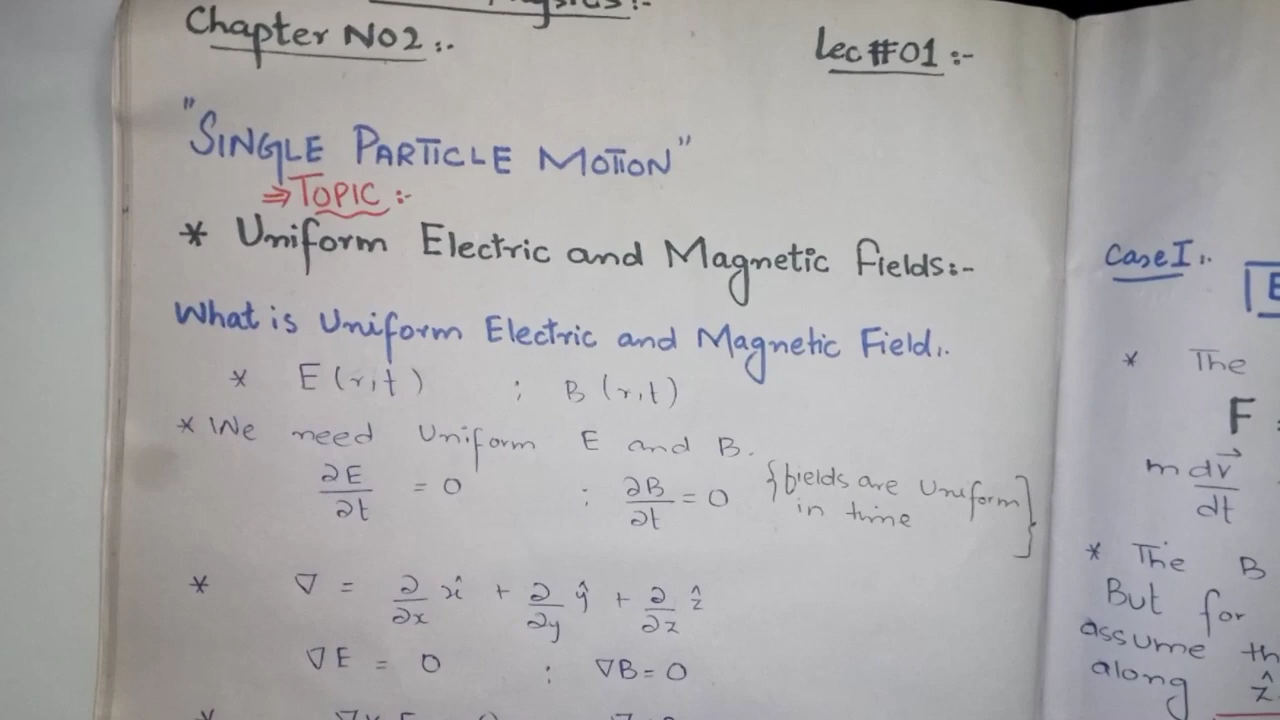 Chapter No2:.
Lec#01:-
"SINGLE PARTICLE MOTION"
⇒ TOPIC :-
* Uniform Electric and Magnetic fields:-
What is Uniform Electric and Magnetic Field.
* E(r,t) ; B(r,t)
* We need Uniform E and B.
∂E/∂t = 0 ; ∂B/∂t = 0 {fields are Uniform
in time}
* ∇ = ∂/∂x x̂ + ∂/∂y ŷ + ∂/∂z ẑ
∇E = 0 ; ∇B = 0
Case I:.
* The
F
m dv⃗/dt
* The B
But for
assume th
along ẑ